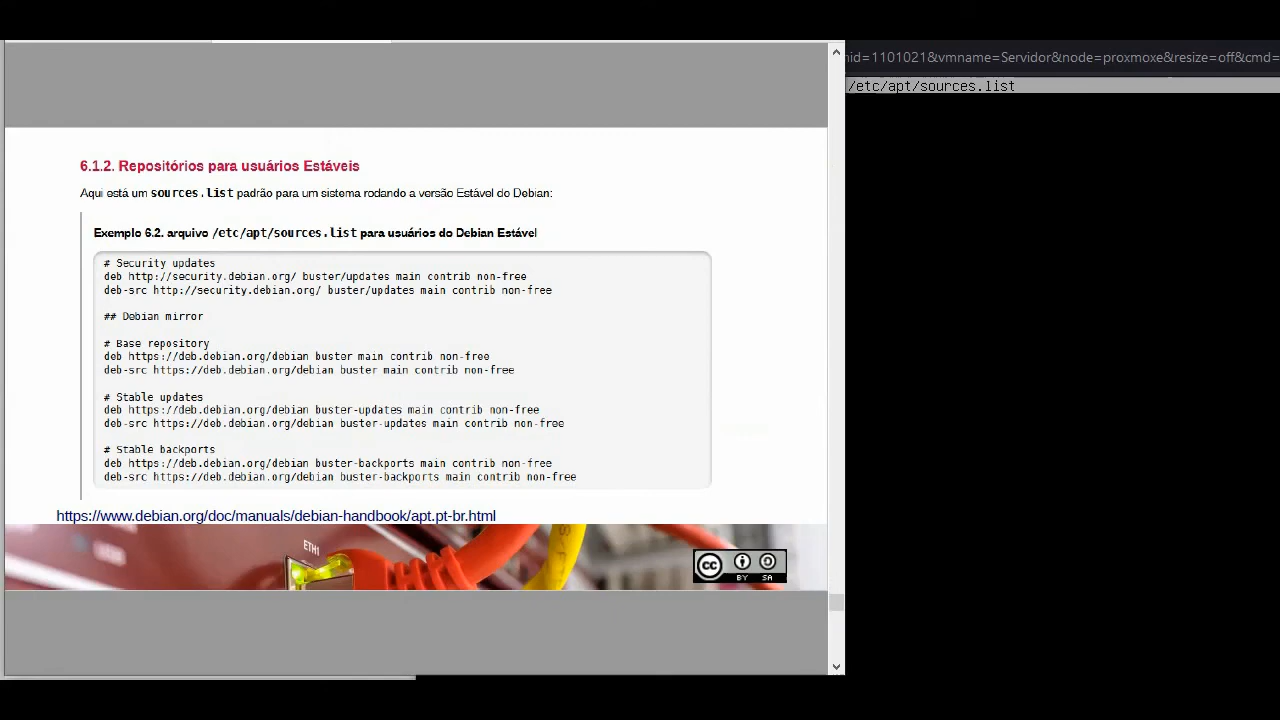 nid=1101021&vmname=Servidor&node=proxmoxe&resize=off&cmd=
/etc/apt/sources.list
6.1.2. Repositórios para usuários Estáveis
Aqui está um sources.list padrão para um sistema rodando a versão Estável do Debian:
Exemplo 6.2. arquivo /etc/apt/sources.list para usuários do Debian Estável
# Security updates
deb http://security.debian.org/ buster/updates main contrib non-free
deb-src http://security.debian.org/ buster/updates main contrib non-free
## Debian mirror
# Base repository
deb https://deb.debian.org/debian buster main contrib non-free
deb-src https://deb.debian.org/debian buster main contrib non-free
# Stable updates
deb https://deb.debian.org/debian buster-updates main contrib non-free
deb-src https://deb.debian.org/debian buster-updates main contrib non-free
# Stable backports
deb https://deb.debian.org/debian buster-backports main contrib non-free
deb-src https://deb.debian.org/debian buster-backports main contrib non-free
https://www.debian.org/doc/manuals/debian-handbook/apt.pt-br.html
ETH1
cc
BY SA